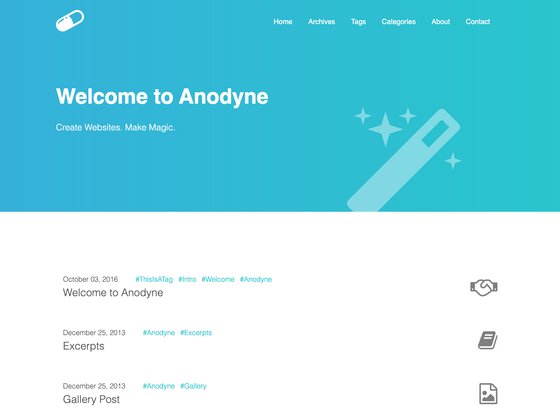 Home Archives Tags Categories About Contact
Welcome to Anodyne
Create Websites. Make Magic.
October 03, 2016 #ThisIsATag #Intro #Welcome #Anodyne
Welcome to Anodyne
December 25, 2013 #Anodyne #Excerpts
Excerpts
December 25, 2013 #Anodyne #Gallery
Gallery Post